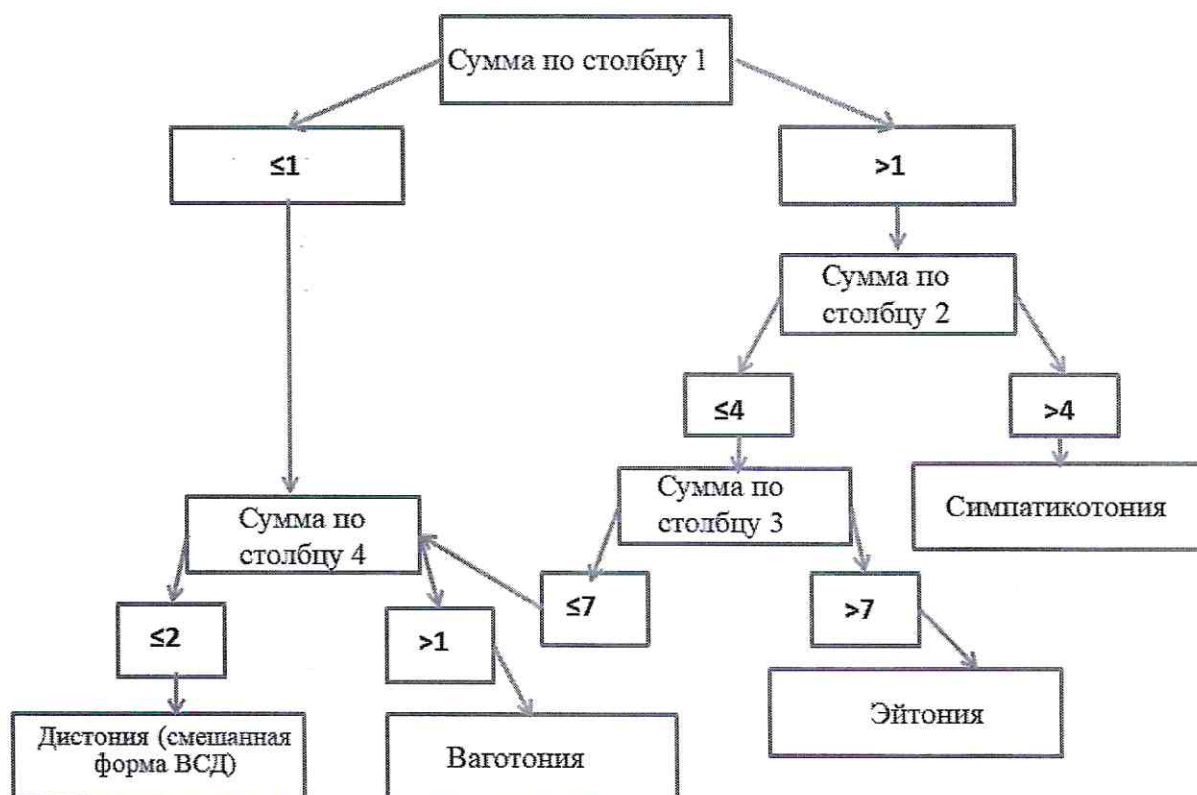 Сумма по столбцу 1
≤1
>1
Сумма по
столбцу 2
≤4
>4
Сумма по
столбцу 3
Симпатикотония
Сумма по
столбцу 4
≤7
>7
≤2
>1
Эйтония
Дистония (смешанная
форма ВСД)
Ваготония